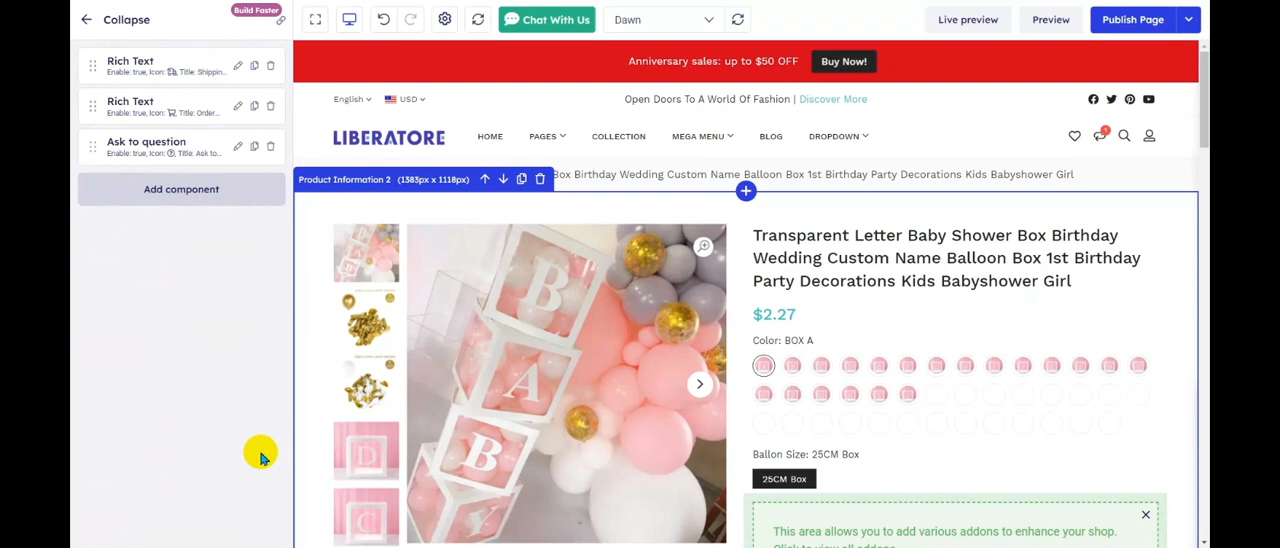 Collapse
Build Faster
Chat With Us
Dawn
Live preview
Preview
Publish Page
Rich Text
Enable: true, Icon: Title: Shippin...
Rich Text
Enable: true, Icon: Title: Order...
Ask to question
Enable: true, Icon: Title: Ask to...
Add component
Anniversary sales: up to $50 OFF
Buy Now!
English
USD
Open Doors To A World Of Fashion | Discover More
LIBERATORE
HOME
PAGES
COLLECTION
MEGA MENU
BLOG
DROPDOWN
1
Product Information 2 (1383px x 1118px)
Box Birthday Wedding Custom Name Balloon Box 1st Birthday Party Decorations Kids Babyshower Girl
B
A
B
D
C
Transparent Letter Baby Shower Box Birthday
Wedding Custom Name Balloon Box 1st Birthday
Party Decorations Kids Babyshower Girl
$2.27
Color: BOX A
Ballon Size: 25CM Box
25CM Box
This area allows you to add various addons to enhance your shop.
Click to view all addons